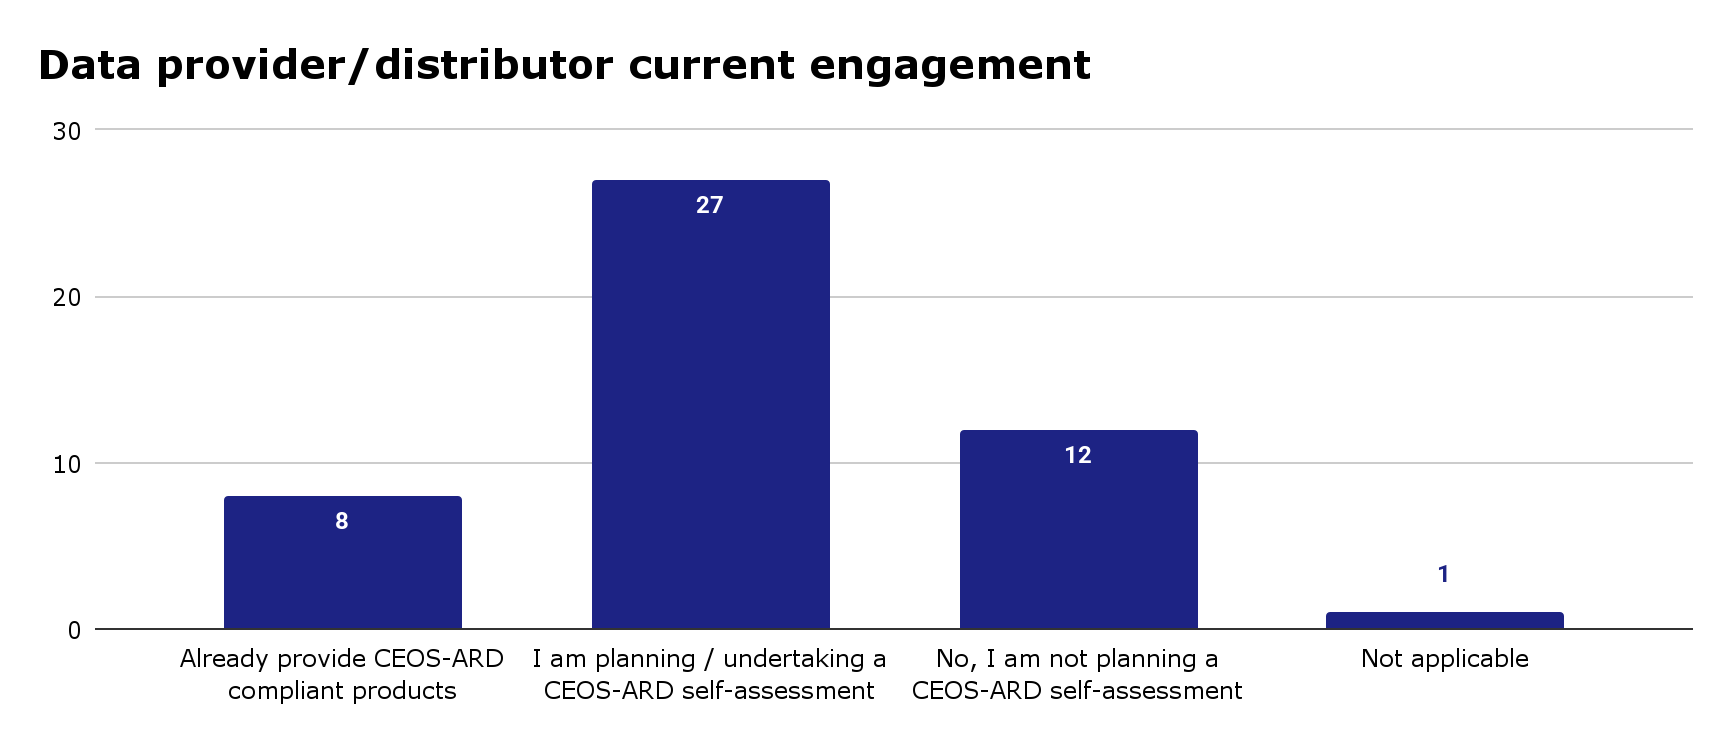 Data provider/distributor current engagement
30
27
20
12
10
8
1
0
Already provide CEOS-ARD
compliant products
I am planning / undertaking a
CEOS-ARD self-assessment
No, I am not planning a
CEOS-ARD self-assessment
Not applicable